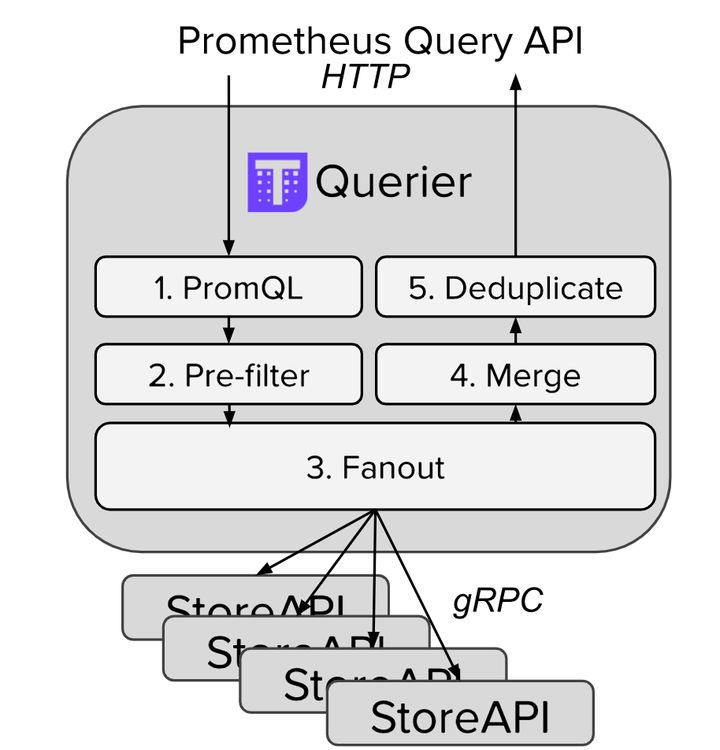 Prometheus Query API
HTTP
Querier
1. PromQL
5. Deduplicate
2. Pre-filter
4. Merge
3. Fanout
gRPC
StoreAPI
StoreAPI
StoreAPI
StoreAPI